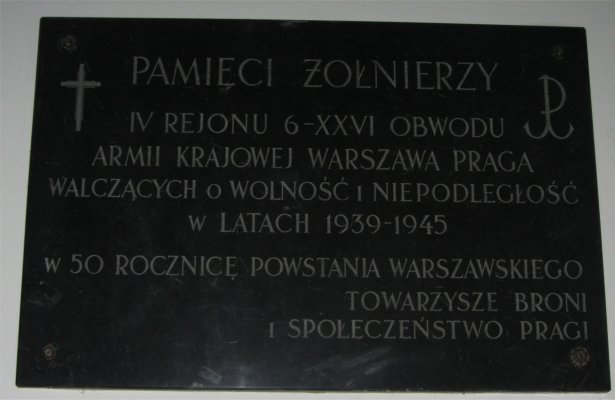 PAMIĘCI ŻOŁNIERZY
IV REJONU 6-XXVI OBWODU
ARMII KRAJOWEJ WARSZAWA PRAGA
WALCZĄCYCH O WOLNOŚĆ I NIEPODLEGŁOŚĆ
W LATACH 1939-1945
W 50 ROCZNICĘ POWSTANIA WARSZAWSKIEGO
TOWARZYSZE BRONI
I SPOŁECZEŃSTWO PRAGI